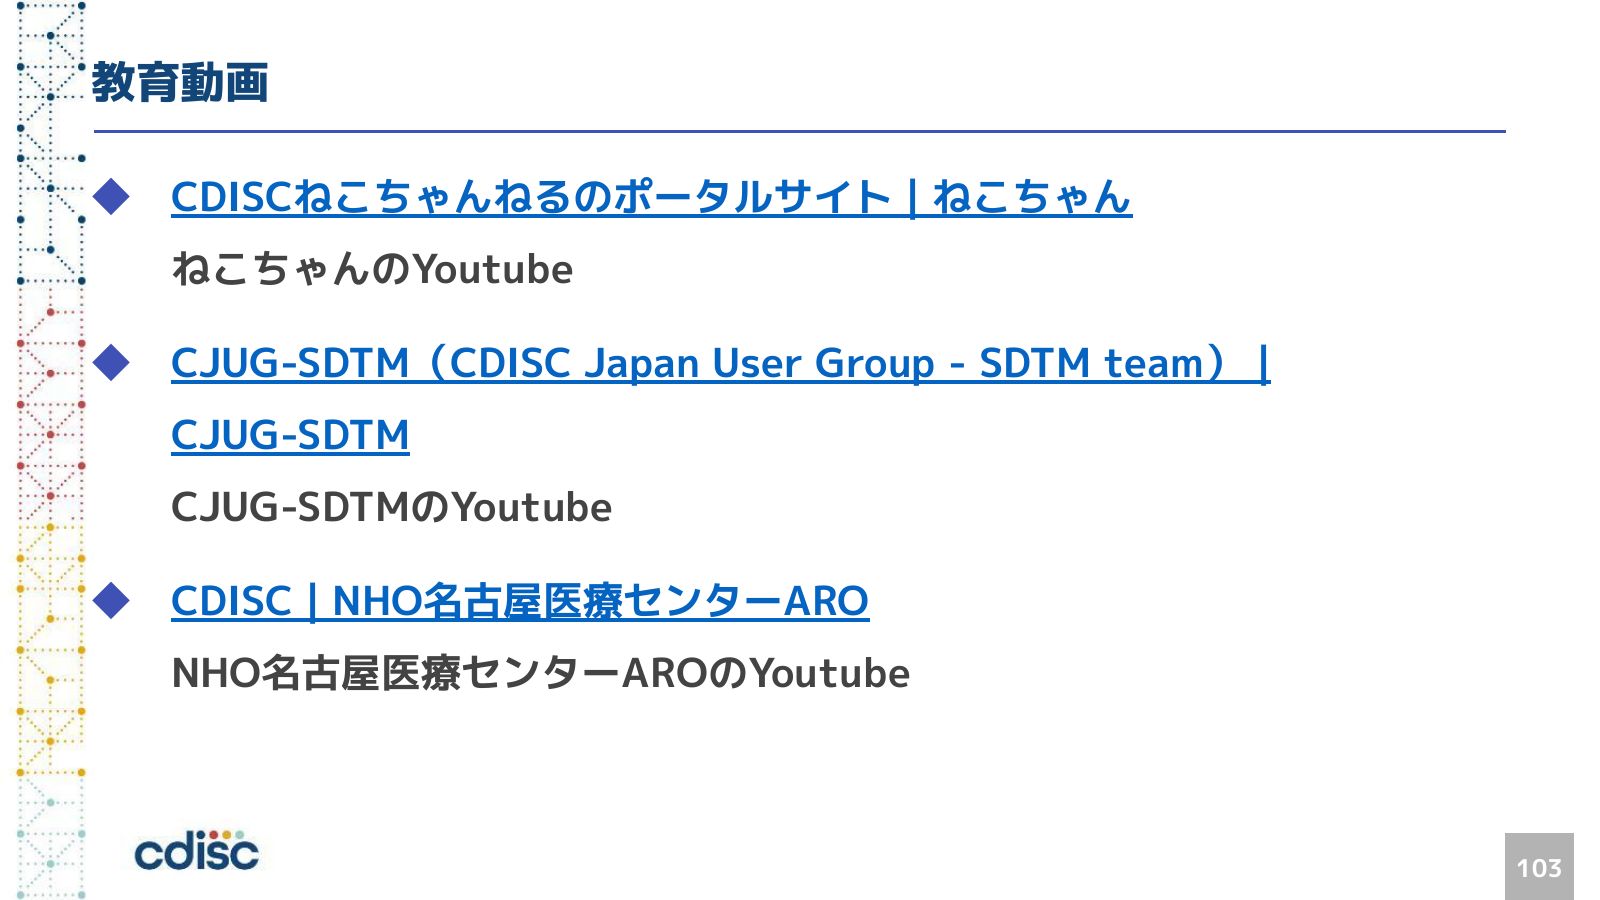 教育動画
CDISCねこちゃんねるのポータルサイト | ねこちゃん
ねこちゃんのYoutube
CJUG-SDTM（CDISC Japan User Group - SDTM team） |
CJUG-SDTM
CJUG-SDTMのYoutube
CDISC | NHO名古屋医療センターARO
NHO名古屋医療センターAROのYoutube
cdisc
103